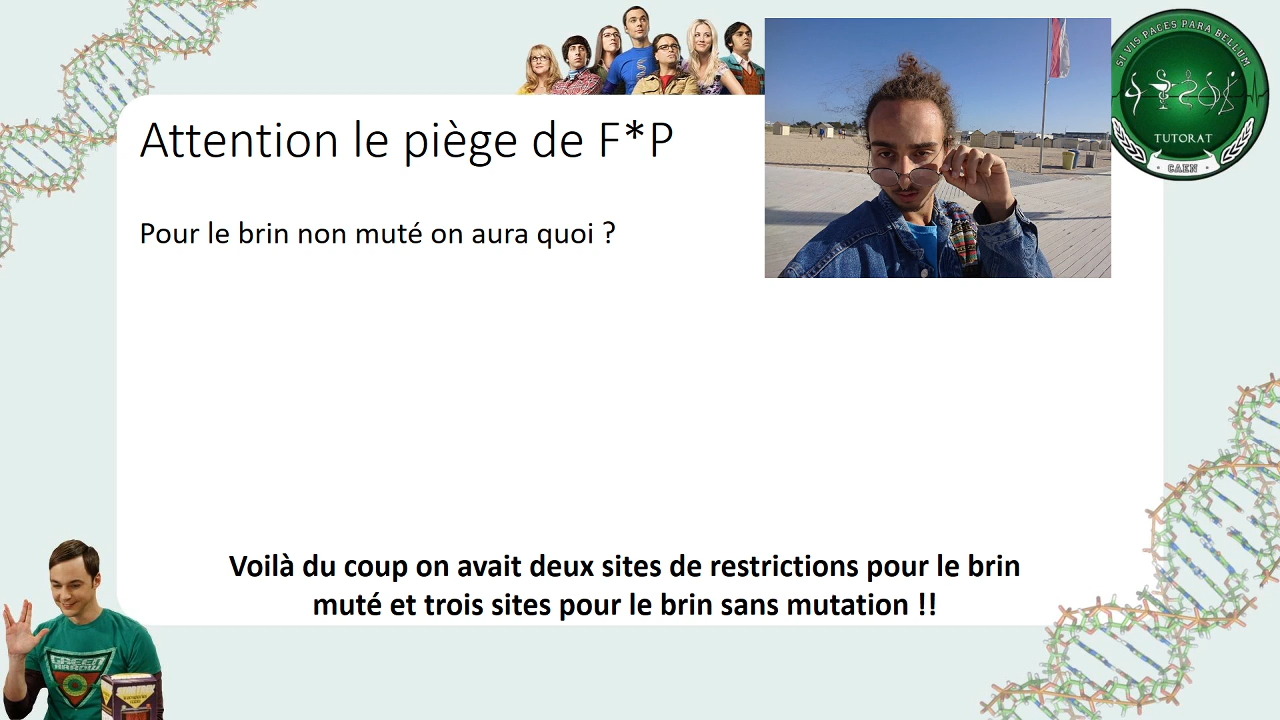 SI VIS PACES PARA BELLUM
Attention le piège de F*P
TUTORAT
CAEN
Pour le brin non muté on aura quoi ?
Voilà du coup on avait deux sites de restrictions pour le brin
muté et trois sites pour le brin sans mutation !!
GREEN
ARROW